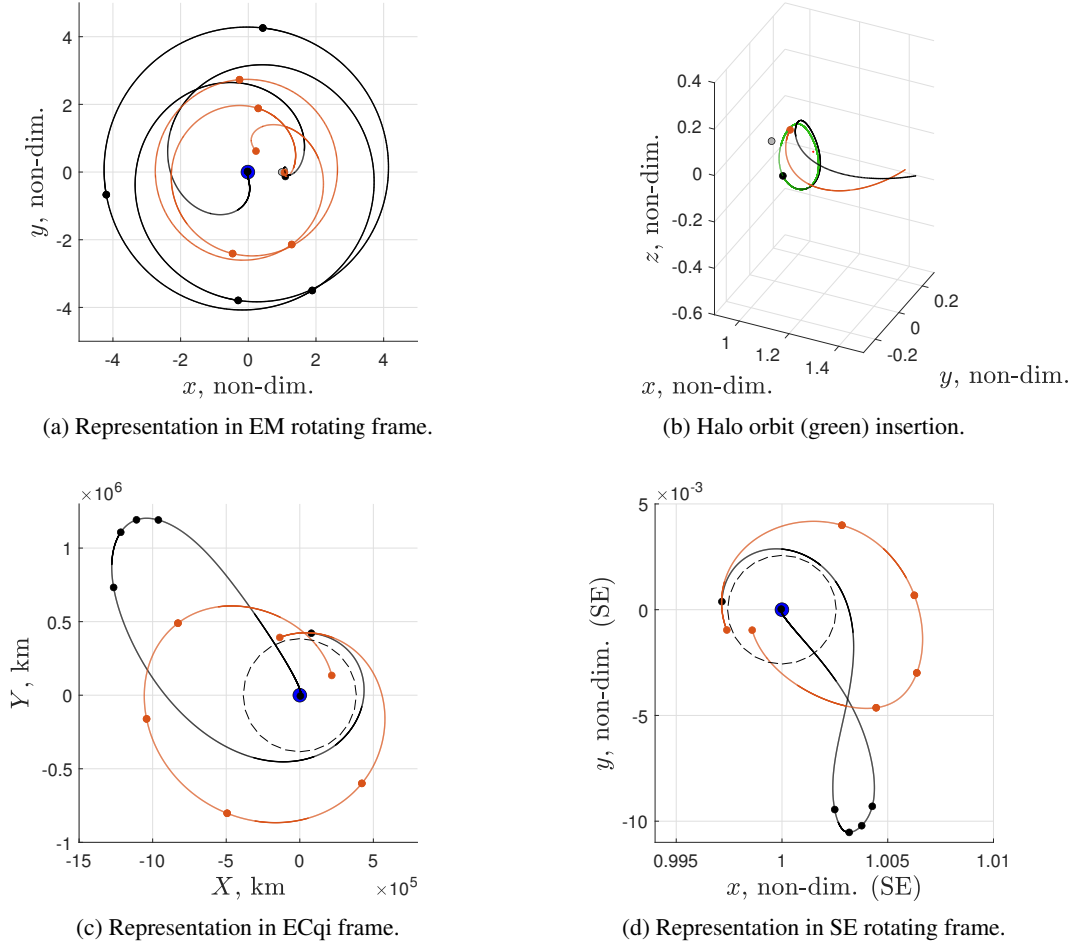 4
2
0
-2
-4
y, non-dim.
-4 -2 0 2 4
x, non-dim.
(a) Representation in EM rotating frame.
0.4
0.2
0
-0.2
-0.4
-0.6
z, non-dim.
1 1.2 1.4
x, non-dim.
-0.2 0 0.2
y, non-dim.
(b) Halo orbit (green) insertion.
×10⁶
1
0.5
0
-0.5
-1
Y, km
-15 -10 -5 0 5
×10⁵
X, km
(c) Representation in ECqi frame.
×10⁻³
5
0
-5
-10
y, non-dim. (SE)
0.995 1 1.005 1.01
x, non-dim. (SE)
(d) Representation in SE rotating frame.